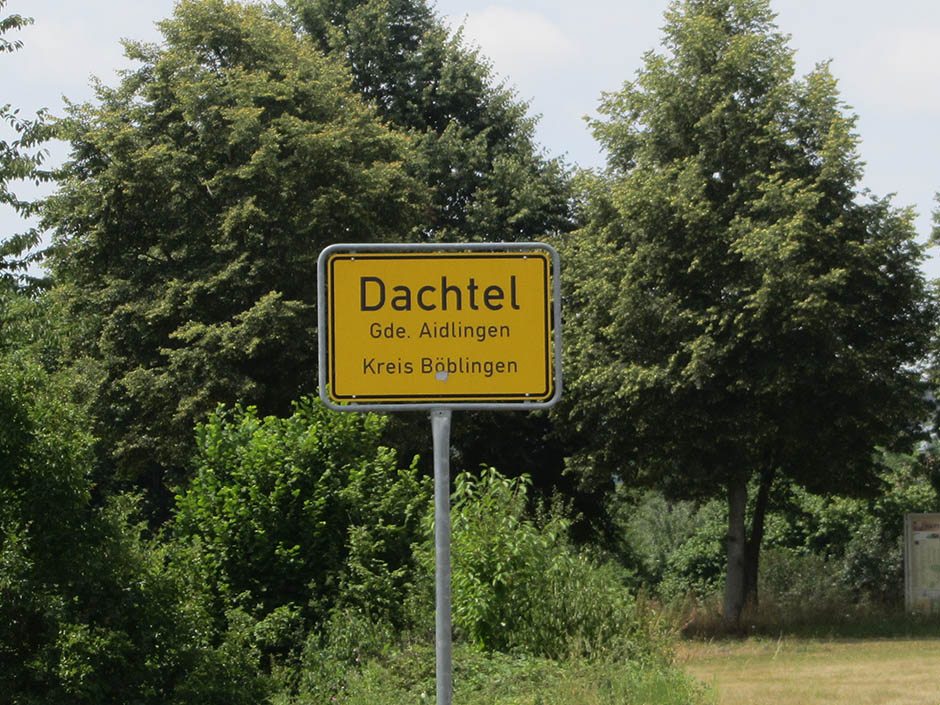 Dachtel
Gde. Aidlingen
Kreis Böblingen